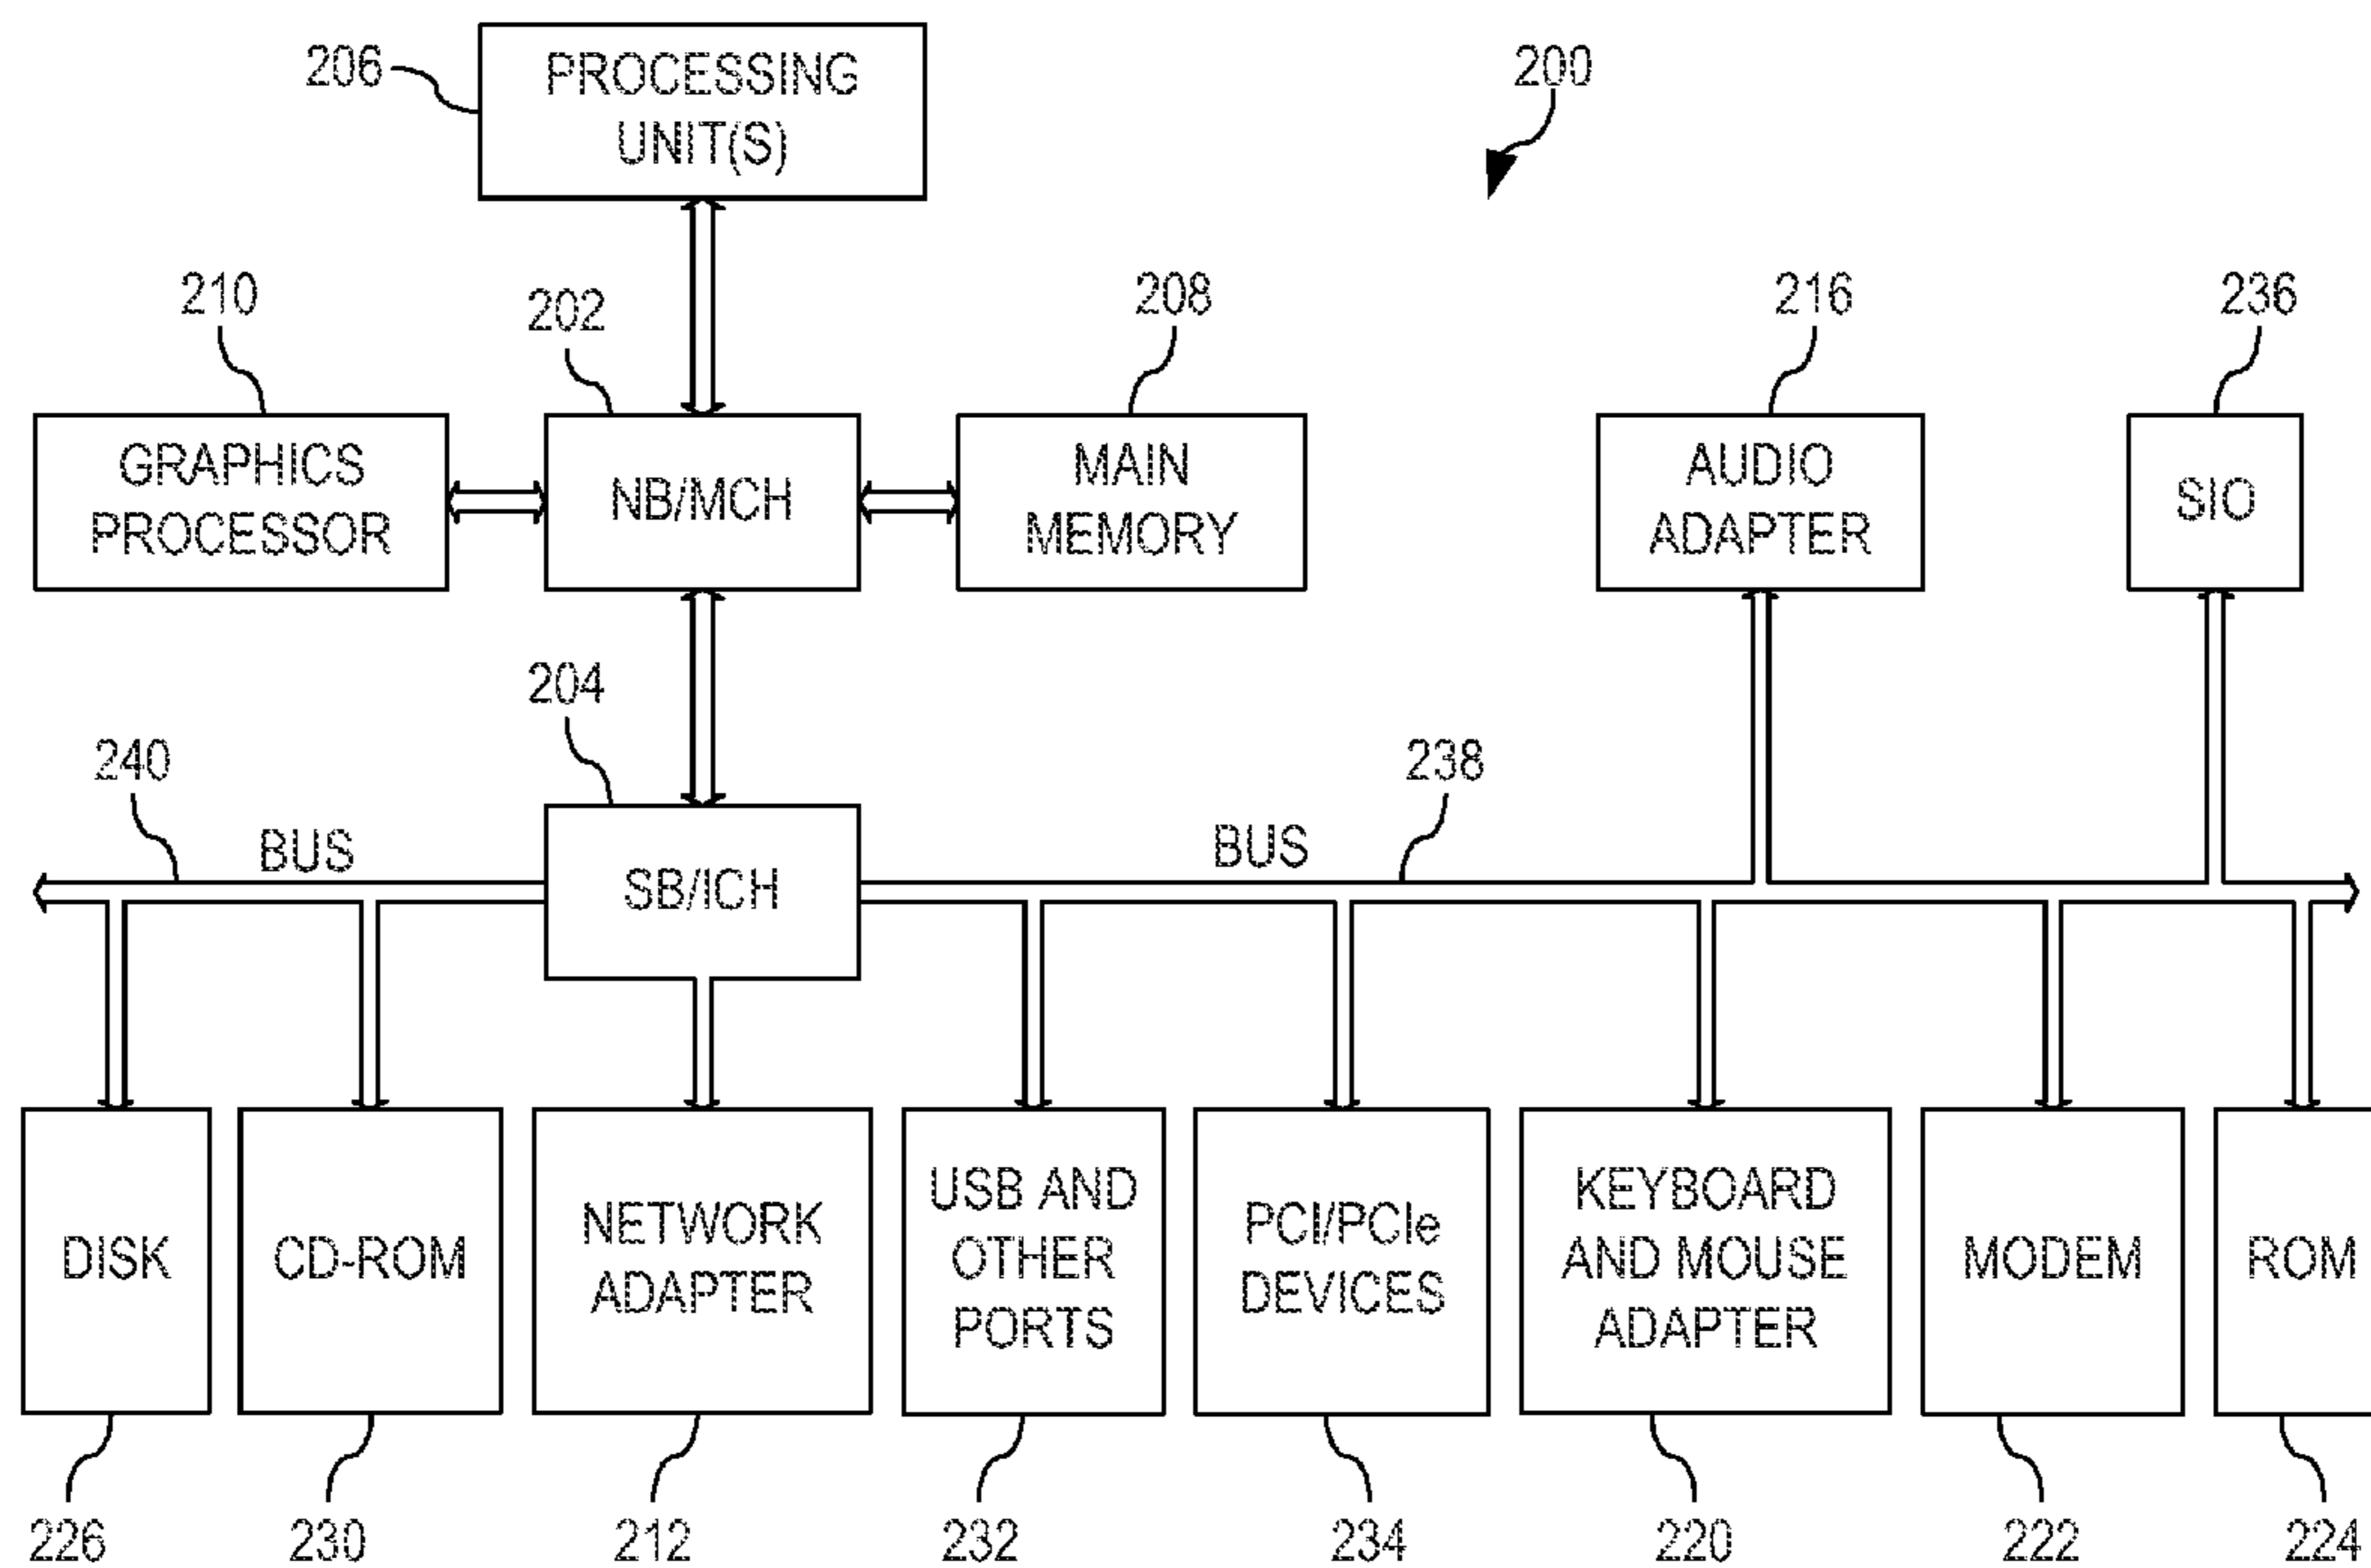 206
PROCESSING
UNIT(S)
200
210
202
208
216
236
GRAPHICS
PROCESSOR
NB/MCH
MAIN
MEMORY
AUDIO
ADAPTER
SIO
204
240
238
BUS
BUS
SB/ICH
DISK
CD-ROM
NETWORK
ADAPTER
USB AND
OTHER
PORTS
PCI/PCIe
DEVICES
KEYBOARD
AND MOUSE
ADAPTER
MODEM
ROM
226
230
212
232
234
220
222
224